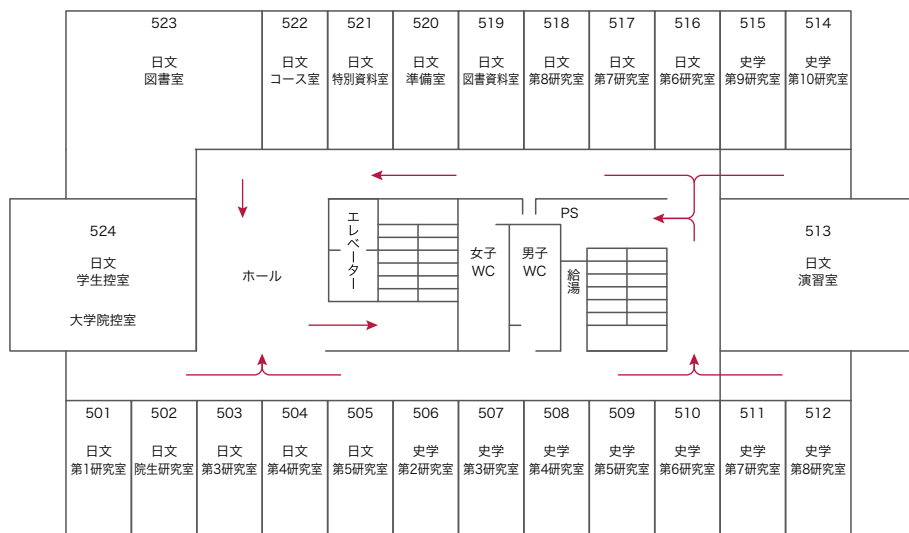 523
日文
図書室
522
日文
コース室
521
日文
特別資料室
520
日文
準備室
519
日文
図書資料室
518
日文
第8研究室
517
日文
第7研究室
516
日文
第6研究室
515
史学
第9研究室
514
史学
第10研究室
524
日文
学生控室
大学院控室
ホール
エレベーター
女子
WC
男子
WC
PS
給湯
513
日文
演習室
501
日文
第1研究室
502
日文
院生研究室
503
日文
第3研究室
504
日文
第4研究室
505
日文
第5研究室
506
史学
第2研究室
507
史学
第3研究室
508
史学
第4研究室
509
史学
第5研究室
510
史学
第6研究室
511
史学
第7研究室
512
史学
第8研究室